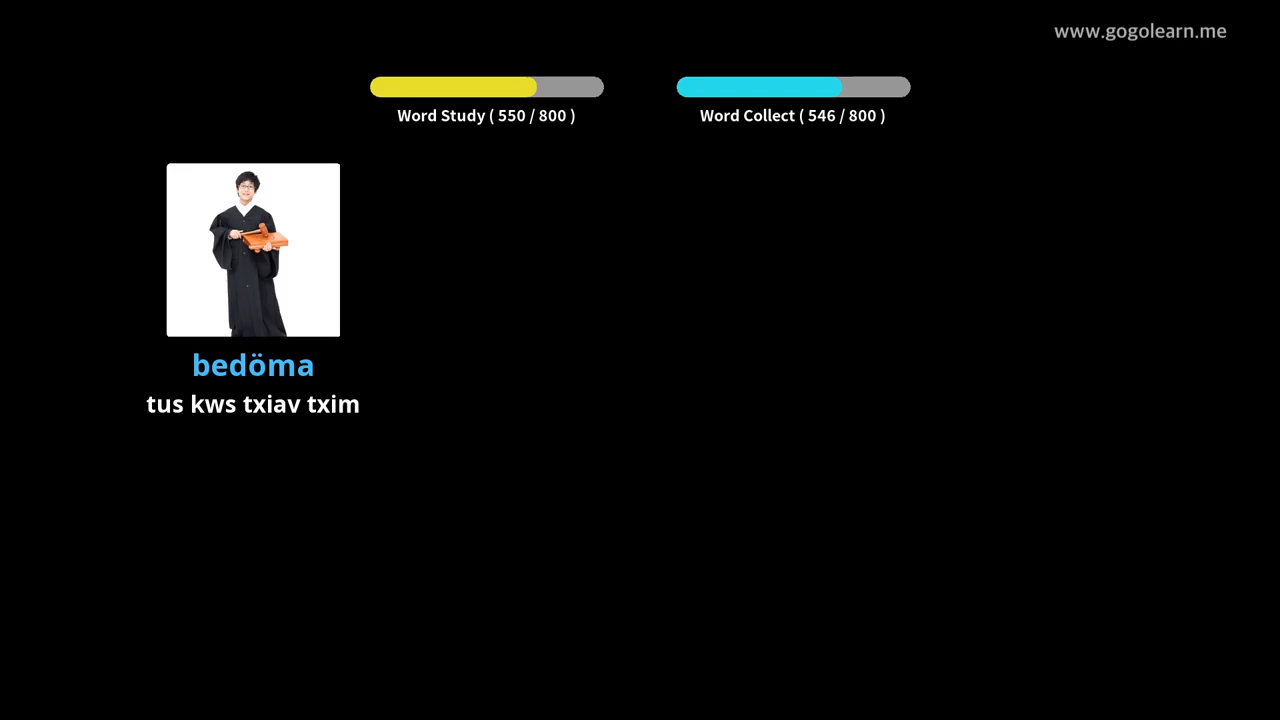 www.gogolearn.me
Word Study ( 550 / 800 )
Word Collect ( 546 / 800 )
bedöma
tus kws txiav txim